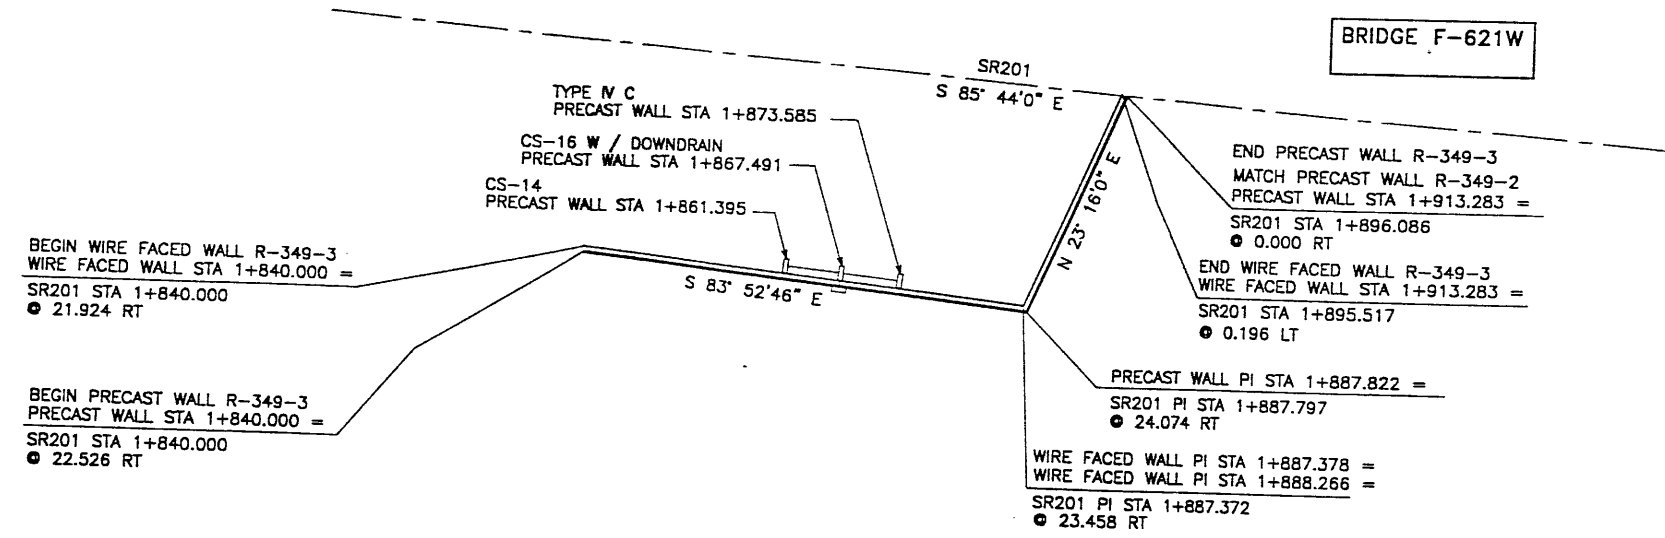 BRIDGE F-621W
SR201
S 85° 44'0" E
TYPE IV C
PRECAST WALL STA 1+873.585
CS-16 W / DOWNDRAIN
PRECAST WALL STA 1+867.491
CS-14
PRECAST WALL STA 1+861.395
S 83° 52'46" E
N 23° 16'0" E
BEGIN WIRE FACED WALL R-349-3
WIRE FACED WALL STA 1+840.000 =
SR201 STA 1+840.000
@ 21.924 RT
BEGIN PRECAST WALL R-349-3
PRECAST WALL STA 1+840.000 =
SR201 STA 1+840.000
@ 22.526 RT
END PRECAST WALL R-349-3
MATCH PRECAST WALL R-349-2
PRECAST WALL STA 1+913.283 =
SR201 STA 1+896.086
@ 0.000 RT
END WIRE FACED WALL R-349-3
WIRE FACED WALL STA 1+913.283 =
SR201 STA 1+895.517
@ 0.196 LT
PRECAST WALL PI STA 1+887.822 =
SR201 PI STA 1+887.797
@ 24.074 RT
WIRE FACED WALL PI STA 1+887.378 =
WIRE FACED WALL PI STA 1+888.266 =
SR201 PI STA 1+887.372
@ 23.458 RT